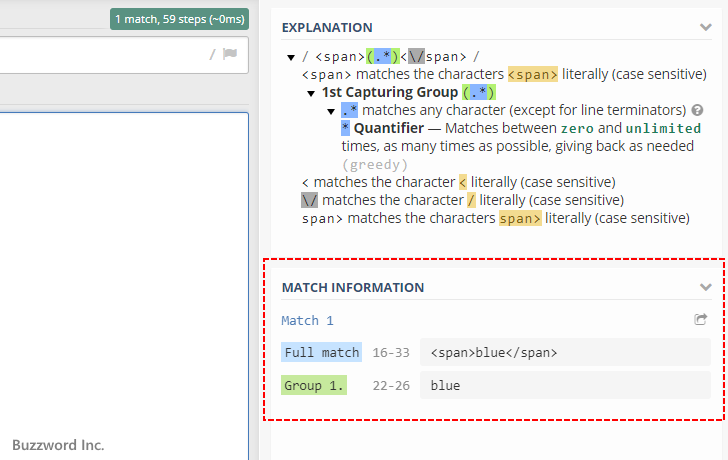 1 match, 59 steps (~0ms)
/
EXPLANATION
/ <span>(.*)<\/span> /
<span> matches the characters <span> literally (case sensitive)
1st Capturing Group (.*)
.* matches any character (except for line terminators)
* Quantifier — Matches between zero and unlimited
times, as many times as possible, giving back as needed
(greedy)
< matches the character < literally (case sensitive)
\/ matches the character / literally (case sensitive)
span> matches the characters span> literally (case sensitive)
MATCH INFORMATION
Match 1
Full match 16-33 <span>blue</span>
Group 1. 22-26 blue
Buzzword Inc.